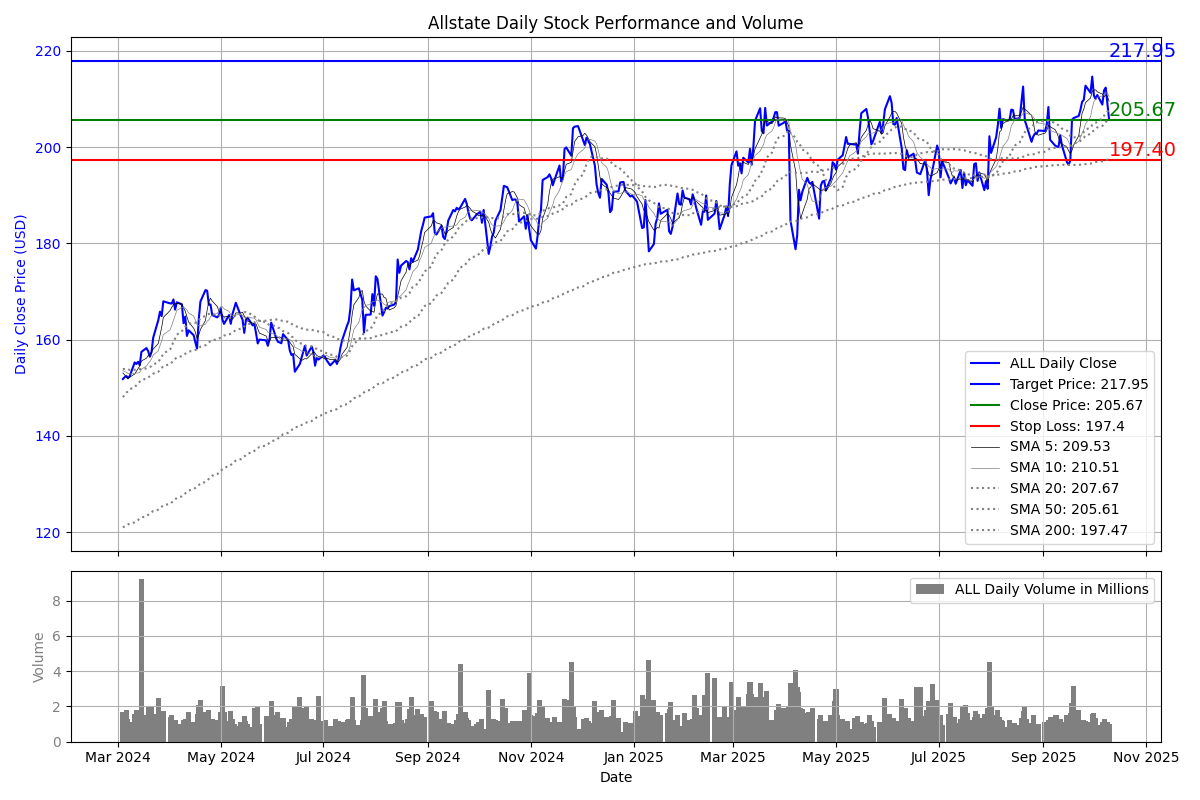 Allstate Daily Stock Performance and Volume
220
200
180
160
140
120
Daily Close Price (USD)
217.95
205.67
197.40
ALL Daily Close
Target Price: 217.95
Close Price: 205.67
Stop Loss: 197.4
SMA 5: 209.53
SMA 10: 210.51
SMA 20: 207.67
SMA 50: 205.61
SMA 200: 197.47
8
6
4
2
0
Volume
ALL Daily Volume in Millions
Mar 2024 May 2024 Jul 2024 Sep 2024 Nov 2024 Jan 2025 Mar 2025 May 2025 Jul 2025 Sep 2025 Nov 2025
Date